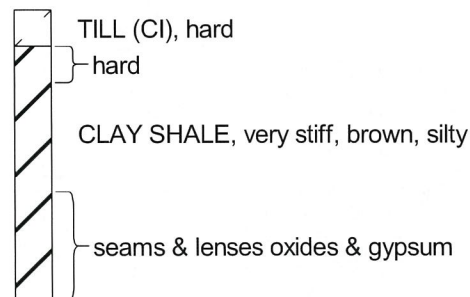 TILL (CI), hard
hard
CLAY SHALE, very stiff, brown, silty
seams & lenses oxides & gypsum